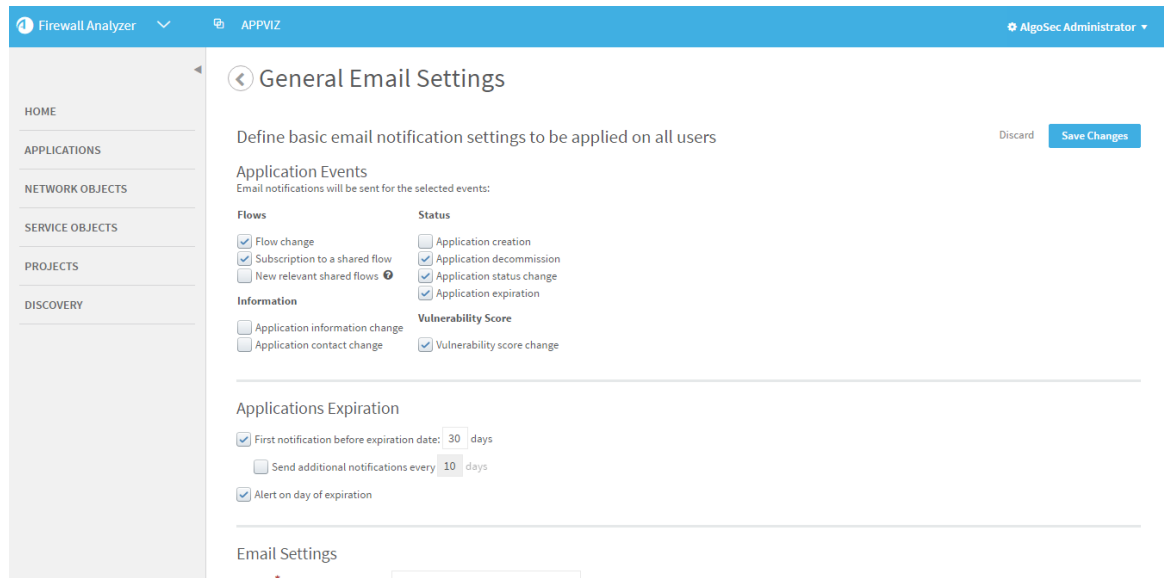 Firewall Analyzer
APPVIZ
AlgoSec Administrator
HOME
APPLICATIONS
NETWORK OBJECTS
SERVICE OBJECTS
PROJECTS
DISCOVERY
General Email Settings
Define basic email notification settings to be applied on all users
Discard
Save Changes
Application Events
Email notifications will be sent for the selected events:
Flows
Flow change
Subscription to a shared flow
New relevant shared flows ?
Information
Application information change
Application contact change
Status
Application creation
Application decommission
Application status change
Application expiration
Vulnerability Score
Vulnerability score change
Applications Expiration
First notification before expiration date: 30 days
Send additional notifications every 10 days
Alert on day of expiration
Email Settings